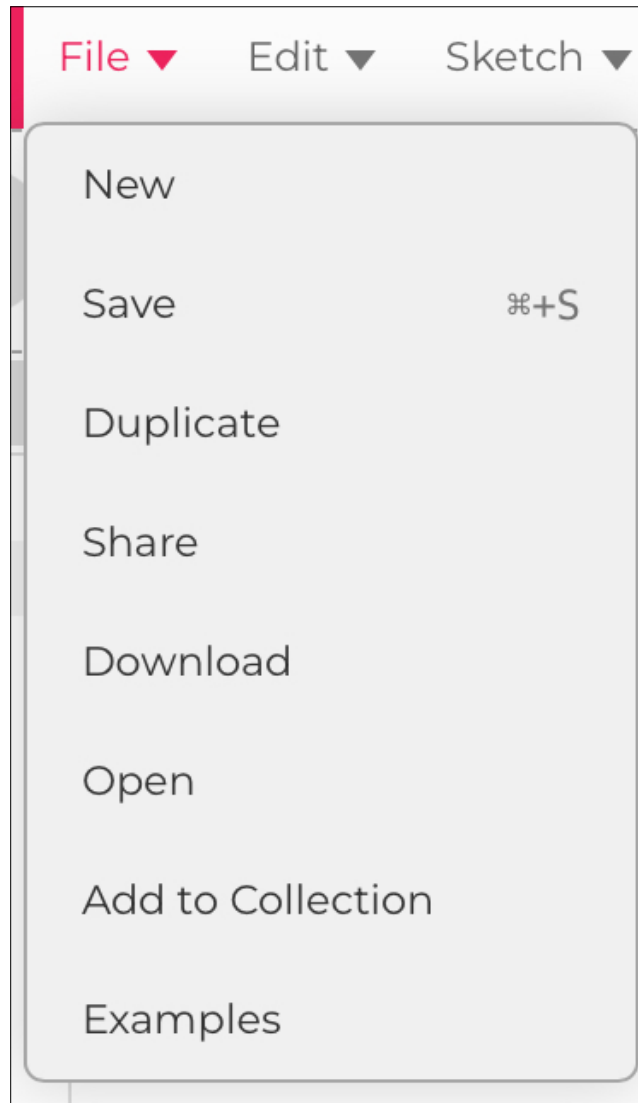 File ▼ Edit ▼ Sketch ▼
New
Save ⌘+S
Duplicate
Share
Download
Open
Add to Collection
Examples